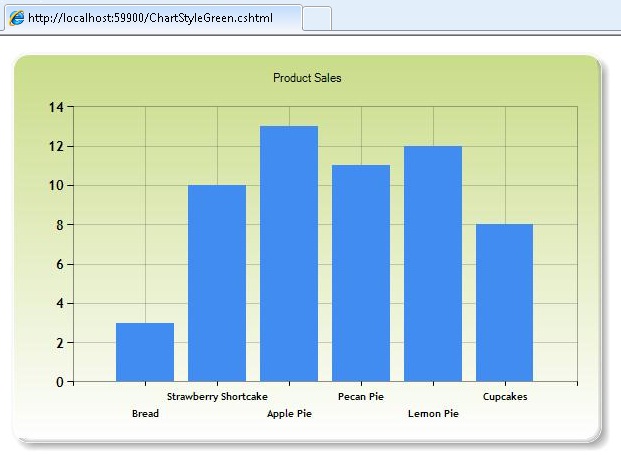 http://localhost:59900/ChartStyleGreen.cshtml
Product Sales
14
12
10
8
6
4
2
0
Strawberry Shortcake Pecan Pie Cupcakes
Bread Apple Pie Lemon Pie